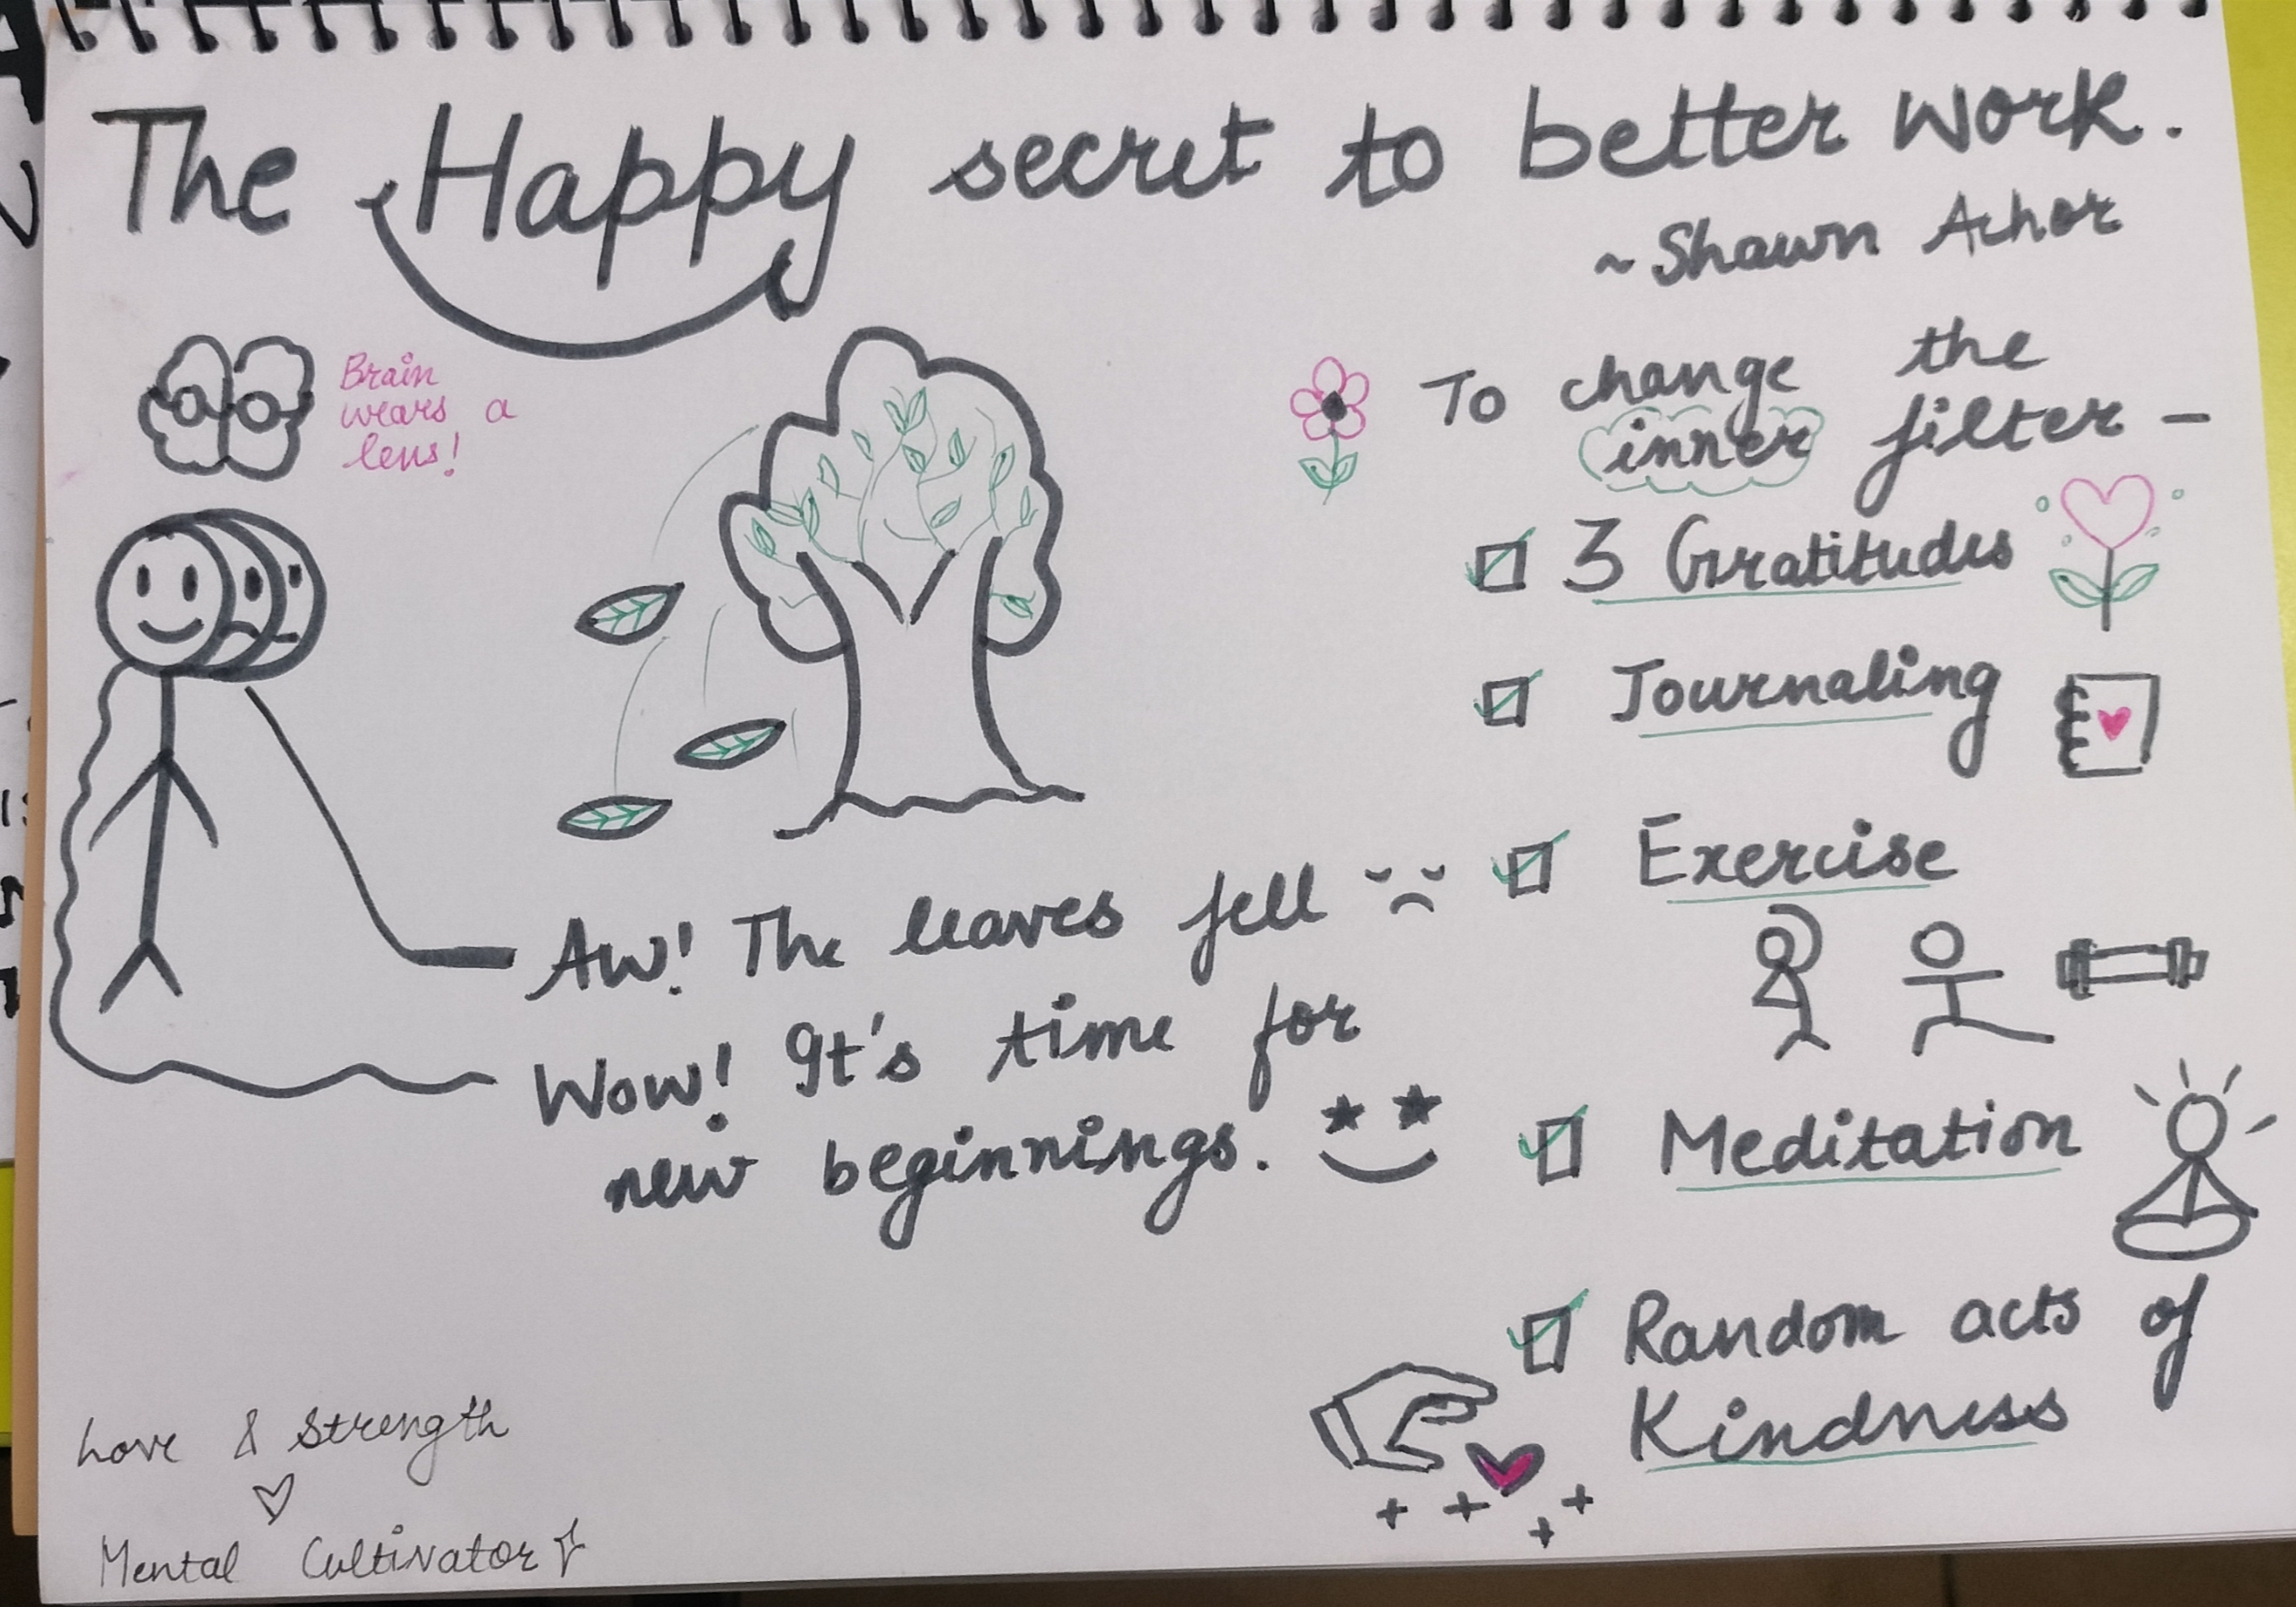 The Happy secret to better work.
~Shawn Achor
Brain
wears a
lens!
To change the
inner filter -
3 Gratitudes
Journaling
Exercise
Meditation
Random acts of
Kindness
Aw! The leaves fell
Wow! It's time for
new beginnings.
Love & Strength
Mental Cultivator